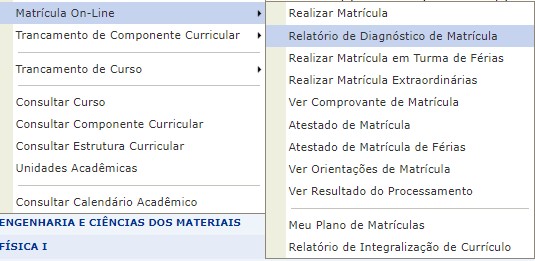 Matrícula On-Line
Trancamento de Componente Curricular
Trancamento de Curso
Consultar Curso
Consultar Componente Curricular
Consultar Estrutura Curricular
Unidades Acadêmicas
Consultar Calendário Acadêmico
ENGENHARIA E CIÊNCIAS DOS MATERIAIS
FÍSICA I
Realizar Matrícula
Relatório de Diagnóstico de Matrícula
Realizar Matrícula em Turma de Férias
Realizar Matrícula Extraordinárias
Ver Comprovante de Matrícula
Atestado de Matrícula
Atestado de Matrícula de Férias
Ver Orientações de Matrícula
Ver Resultado do Processamento
Meu Plano de Matrículas
Relatório de Integralização de Currículo